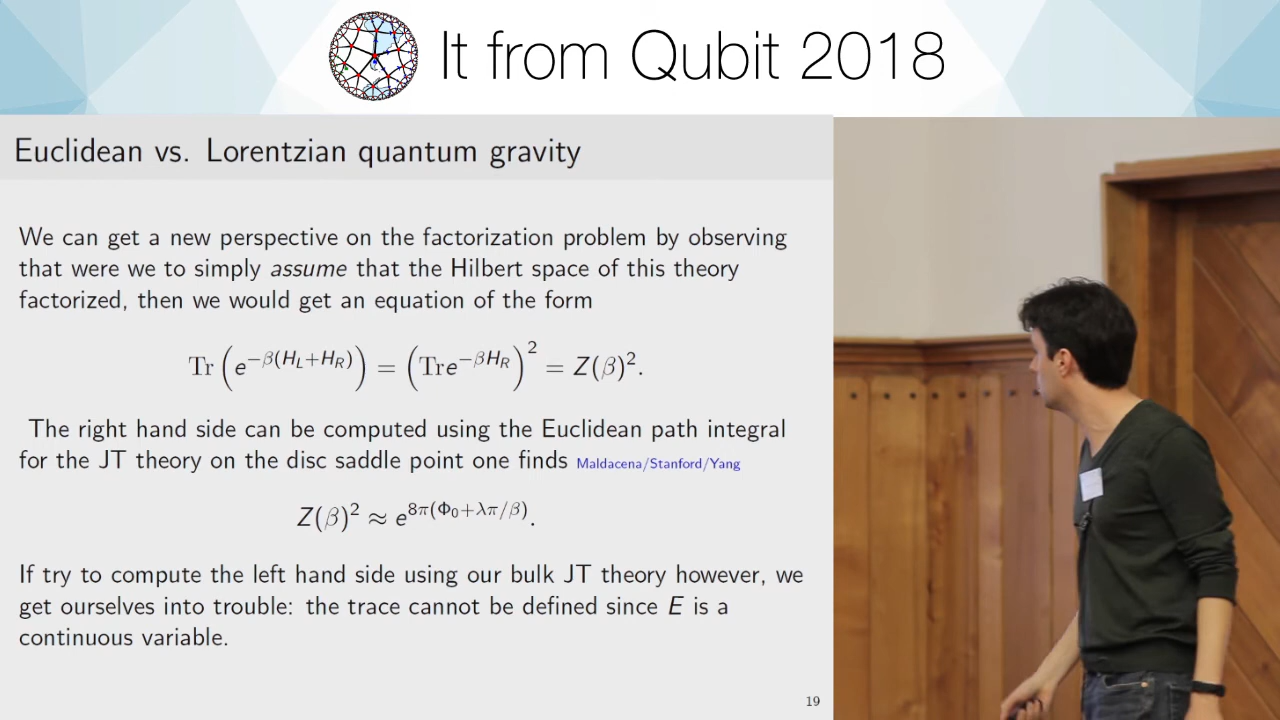 It from Qubit 2018
Euclidean vs. Lorentzian quantum gravity
We can get a new perspective on the factorization problem by observing
that were we to simply assume that the Hilbert space of this theory
factorized, then we would get an equation of the form
Tr(e^{-β(H_L+H_R)}) = (Tre^{-βH_R})^2 = Z(β)^2.
The right hand side can be computed using the Euclidean path integral
for the JT theory on the disc saddle point one finds Maldacena/Stanford/Yang
Z(β)^2 ≈ e^{8π(Φ_0+λπ/β)}.
If try to compute the left hand side using our bulk JT theory however, we
get ourselves into trouble: the trace cannot be defined since E is a
continuous variable.
19